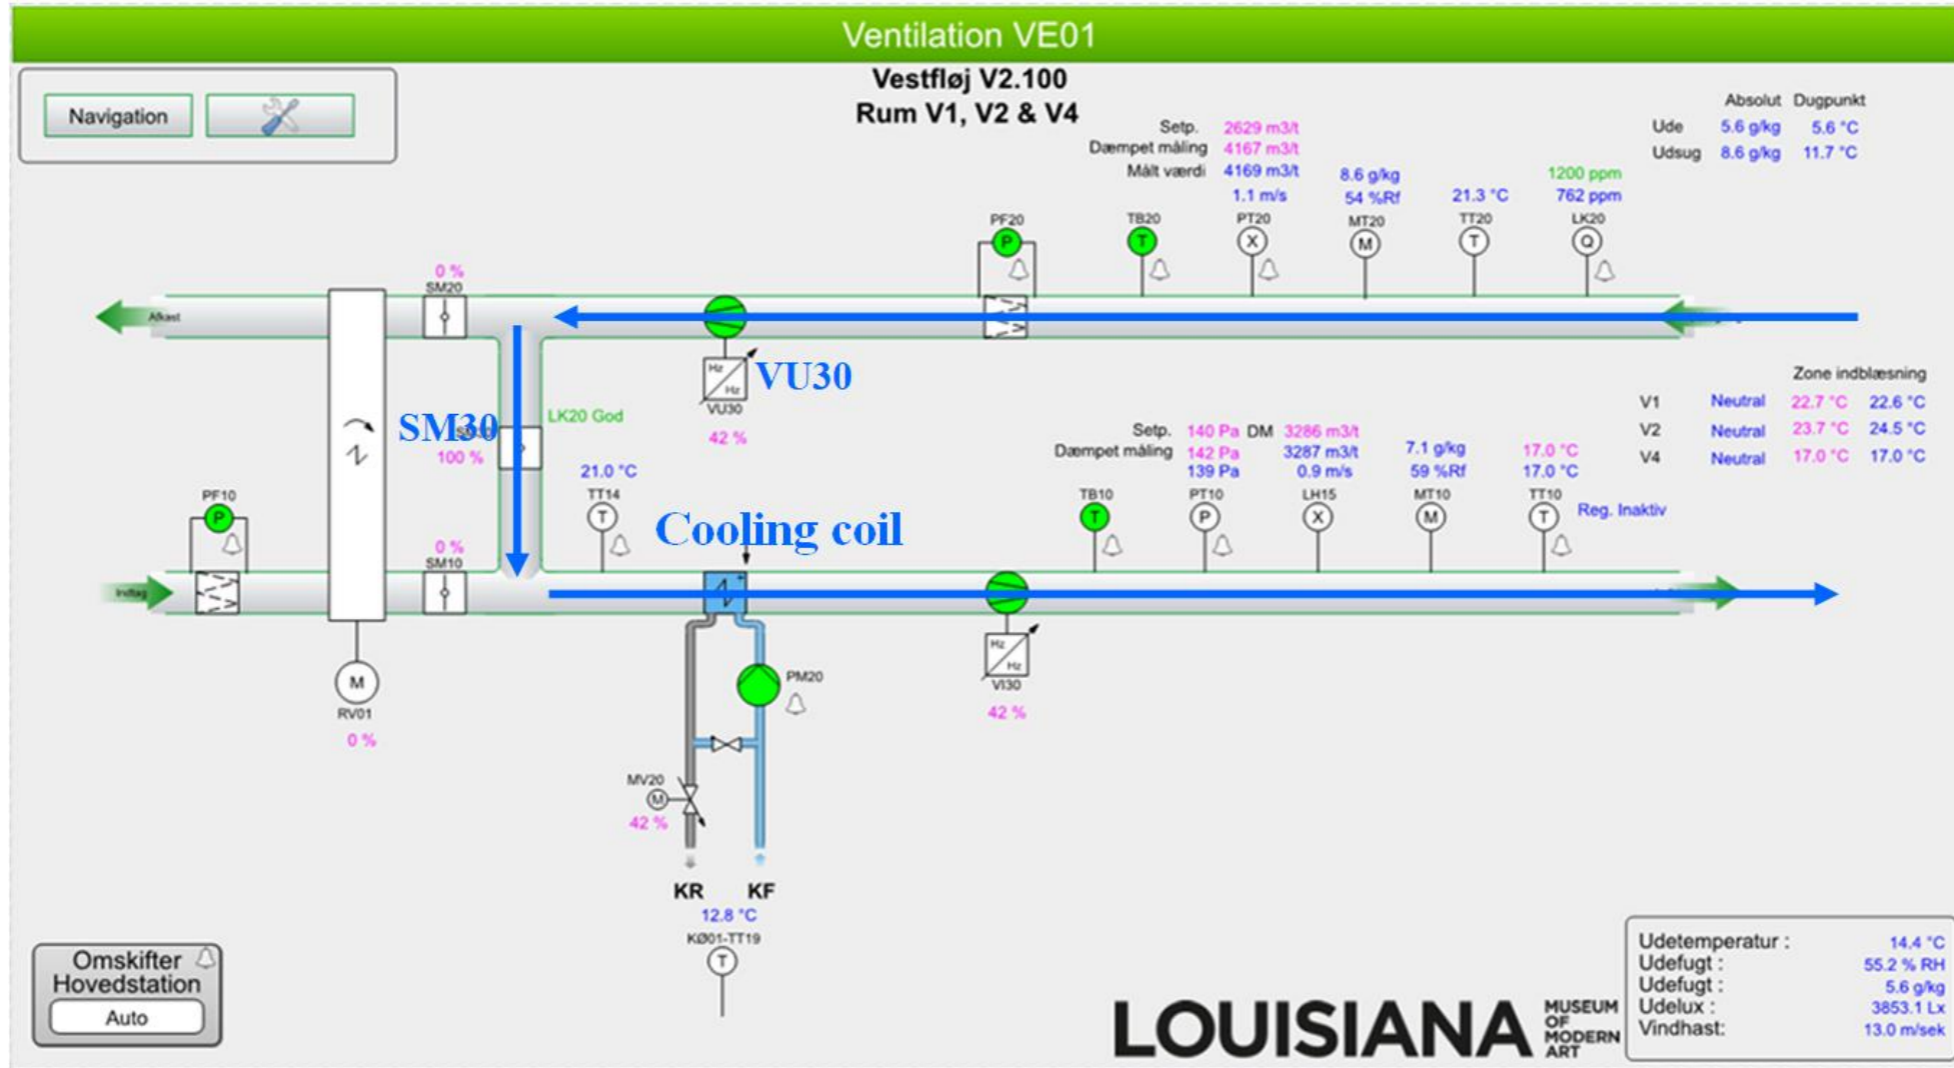 Ventilation VE01
Navigation
Vestfløj V2.100
Rum V1, V2 & V4
Absolut Dugpunkt
Ude 5.6 g/kg 5.6 °C
Udsug 8.6 g/kg 11.7 °C
Setp. 2629 m3/t
Dæmpet måling 4167 m3/t
Målt værdi 4169 m3/t
1.1 m/s
8.6 g/kg
54 %Rf
21.3 °C
1200 ppm
762 ppm
PF20
P
TB20
T
PT20
X
MT20
M
TT20
T
LK20
Q
0 %
SM20
Afkast
Hz
Hz
VU30
VU30
42 %
SM30
100 %
LK20 God
Zone indblæsning
V1 Neutral 22.7 °C 22.6 °C
V2 Neutral 23.7 °C 24.5 °C
V4 Neutral 17.0 °C 17.0 °C
Setp. 140 Pa DM 3286 m3/t
Dæmpet måling 142 Pa 3287 m3/t
139 Pa 0.9 m/s
7.1 g/kg
59 %Rf
17.0 °C
17.0 °C
21.0 °C
TT14
T
Cooling coil
TB10
T
PT10
P
LH15
X
MT10
M
TT10
T
Reg. Inaktiv
PF10
P
0 %
SM10
Indtag
Hz
Hz
VI30
42 %
M
RV01
0 %
PM20
MV20
M
42 %
KR KF
12.8 °C
KØ01-TT19
T
Omskifter
Hovedstation
Auto
LOUISIANA
MUSEUM
OF
MODERN
ART
Udetemperatur : 14.4 °C
Udefugt : 55.2 % RH
Udefugt : 5.6 g/kg
Udelux : 3853.1 Lx
Vindhast: 13.0 m/sek